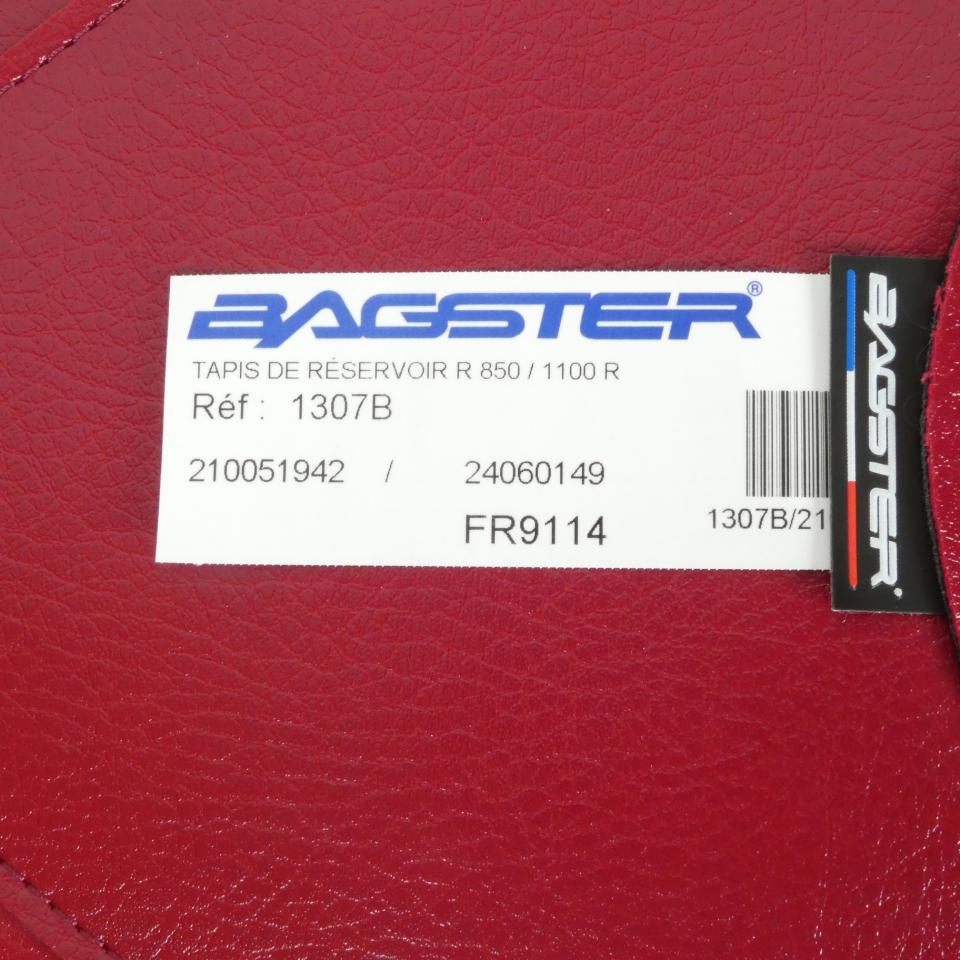 BAGSTER®
TAPIS DE RÉSERVOIR R 850 / 1100 R
Réf : 1307B
210051942 / 24060149
FR9114
1307B/21
BAGSTER